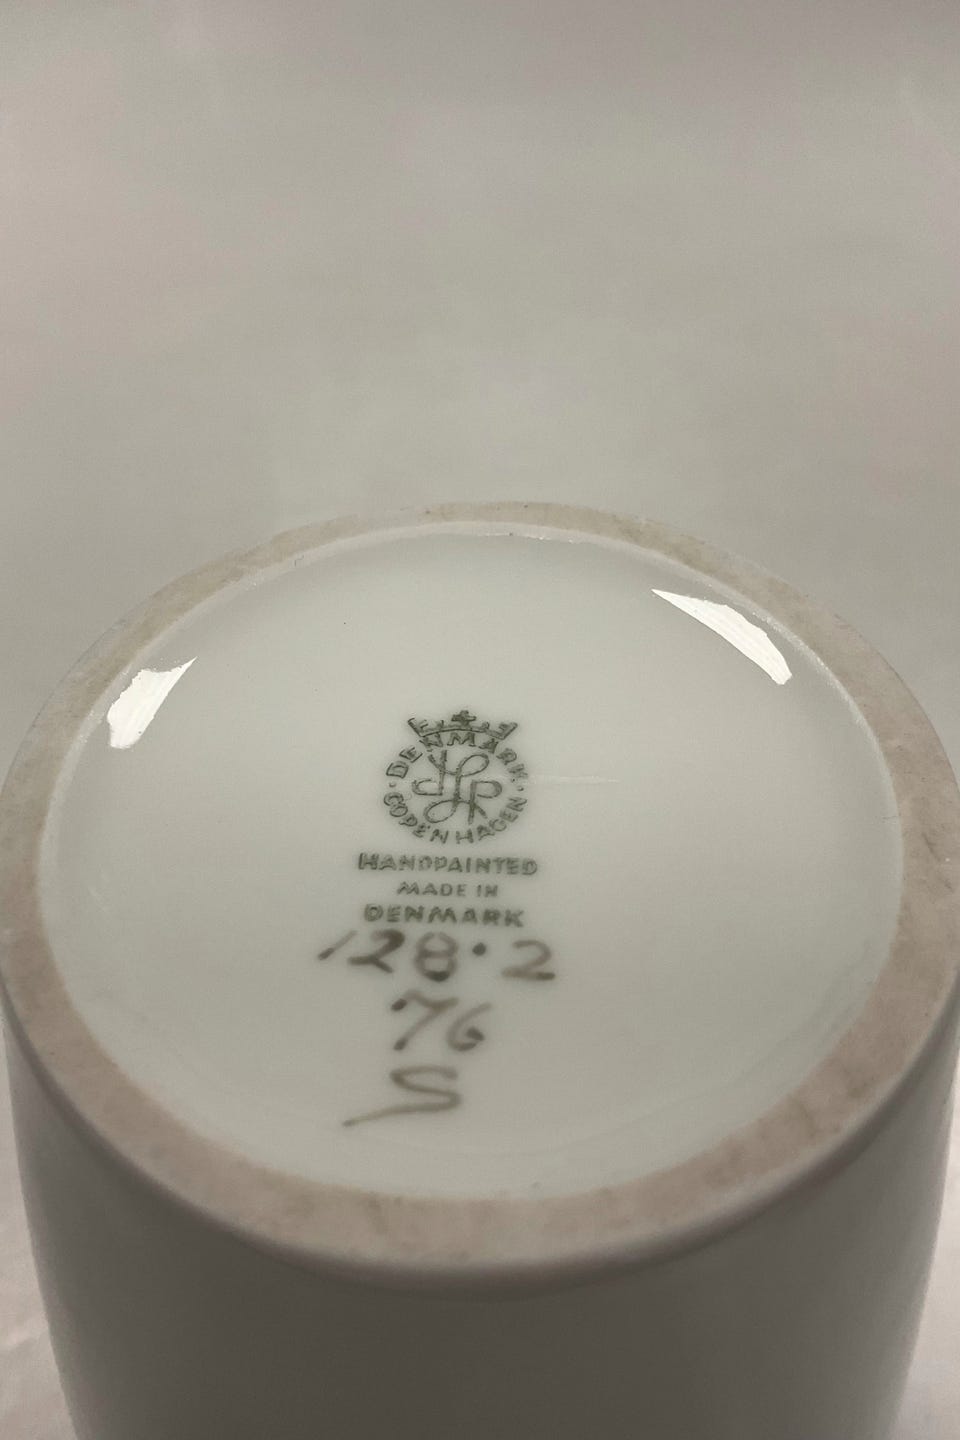 DENMARK
COPENHAGEN
HANDPAINTED
MADE IN
DENMARK
128·2
76
S